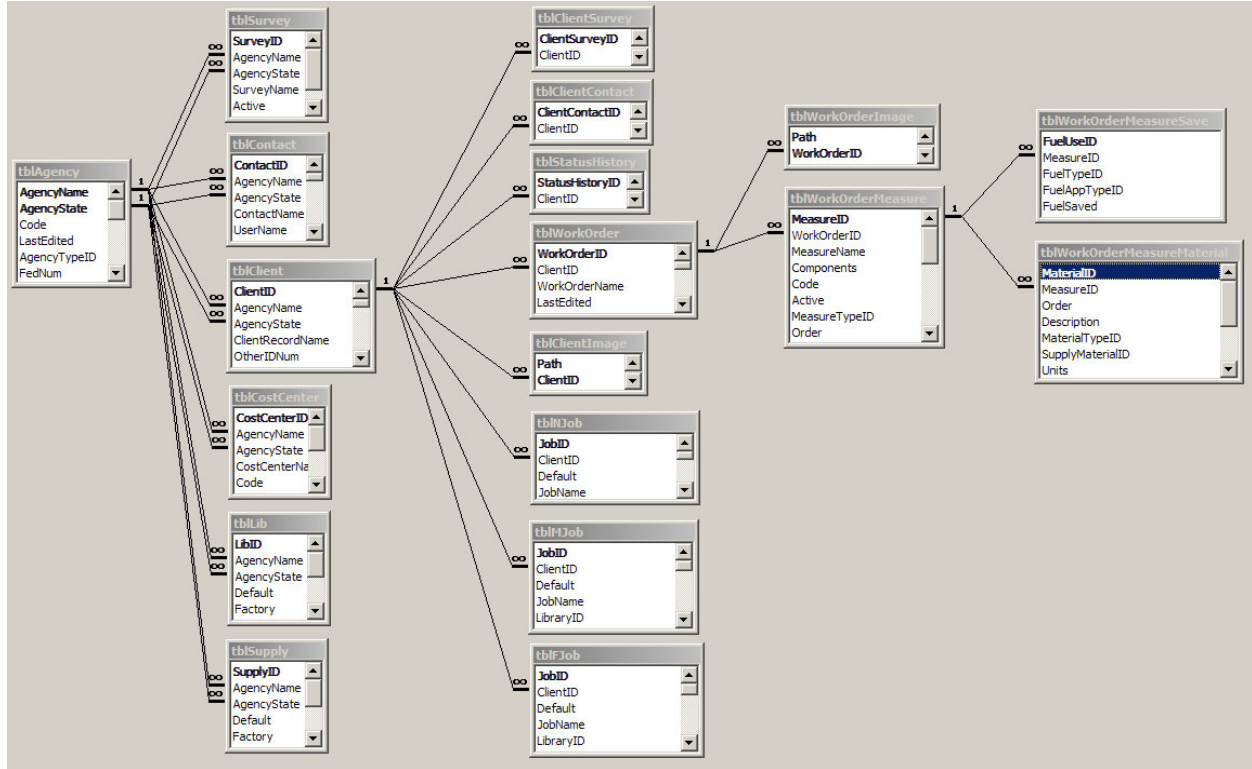 tblAgency
AgencyName
AgencyState
Code
LastEdited
AgencyTypeID
FedNum
1
1
tblSurvey
SurveyID
AgencyName
AgencyState
SurveyName
Active
∞
∞
tblContact
ContactID
AgencyName
AgencyState
ContactName
UserName
∞
∞
tblClient
ClientID
AgencyName
AgencyState
ClientRecordName
OtherIDNum
∞
∞
1
tblCostCenter
CostCenterID
AgencyName
AgencyState
CostCenterNa
Code
∞
∞
tblLib
LibID
AgencyName
AgencyState
Default
Factory
∞
∞
tblSupply
SupplyID
AgencyName
AgencyState
Default
Factory
∞
∞
tblClientSurvey
ClientSurveyID
ClientID
∞
tblClientContact
ClientContactID
ClientID
∞
tblStatusHistory
StatusHistoryID
ClientID
∞
tblWorkOrder
WorkOrderID
ClientID
WorkOrderName
LastEdited
∞
1
tblClientImage
Path
ClientID
∞
tblNJob
JobID
ClientID
Default
JobName
∞
tblMJob
JobID
ClientID
Default
JobName
LibraryID
∞
tblFJob
JobID
ClientID
Default
JobName
LibraryID
∞
tblWorkOrderImage
Path
WorkOrderID
∞
tblWorkOrderMeasure
MeasureID
WorkOrderID
MeasureName
Components
Code
Active
MeasureTypeID
Order
∞
1
tblWorkOrderMeasureSave
FuelUseID
MeasureID
FuelTypeID
FuelAppTypeID
FuelSaved
∞
tblWorkOrderMeasureMaterial
MaterialID
MeasureID
Order
Description
MaterialTypeID
SupplyMaterialID
Units
∞